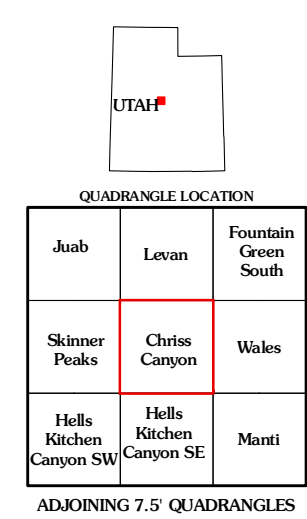 UTAH
QUADRANGLE LOCATION
Juab
Levan
Fountain
Green
South
Skinner
Peaks
Chriss
Canyon
Wales
Hells
Kitchen
Canyon SW
Hells
Kitchen
Canyon SE
Manti
ADJOINING 7.5' QUADRANGLES